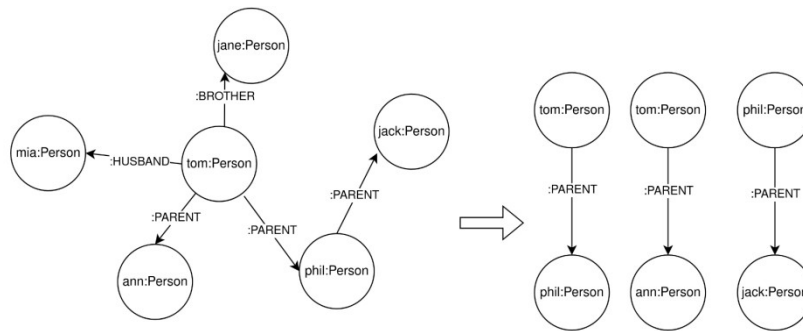 jane:Person
:BROTHER
jack:Person
mia:Person
:HUSBAND
tom:Person
:PARENT
:PARENT
:PARENT
ann:Person
phil:Person
tom:Person
tom:Person
phil:Person
:PARENT
:PARENT
:PARENT
phil:Person
ann:Person
jack:Person